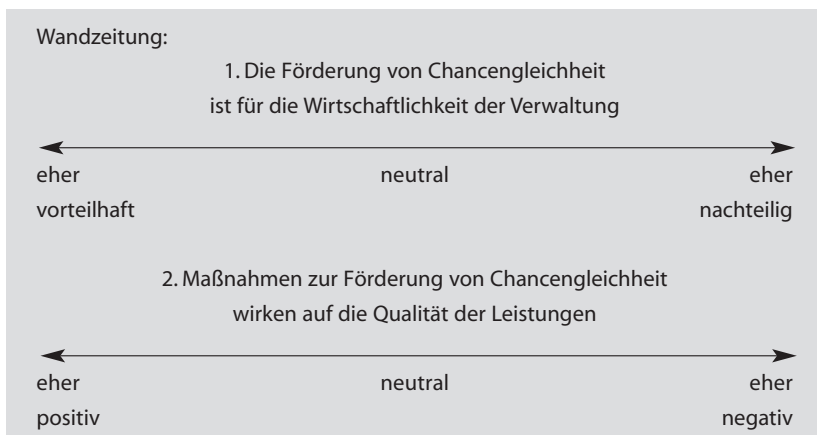 Wandzeitung:
1. Die Förderung von Chancengleichheit
ist für die Wirtschaftlichkeit der Verwaltung
eher neutral eher
vorteilhaft nachteilig
2. Maßnahmen zur Förderung von Chancengleichheit
wirken auf die Qualität der Leistungen
eher neutral eher
positiv negativ